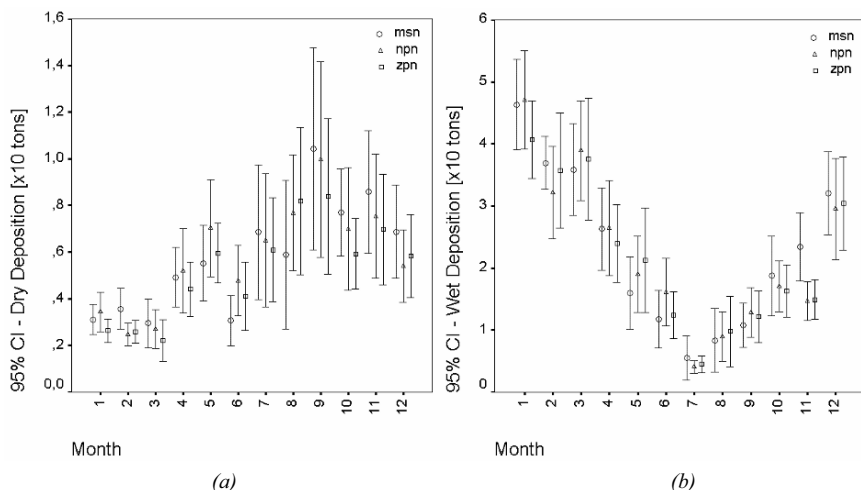 95% CI - Dry Deposition [x10 tons]
1,6
1,4
1,2
1,0
,8
,6
,4
,2
0,0
msn
npn
zpn
1 2 3 4 5 6 7 8 9 10 11 12
Month
(a)
95% CI - Wet Deposition [x10 tons]
6
5
4
3
2
1
0
msn
npn
zpn
1 2 3 4 5 6 7 8 9 10 11 12
Month
(b)